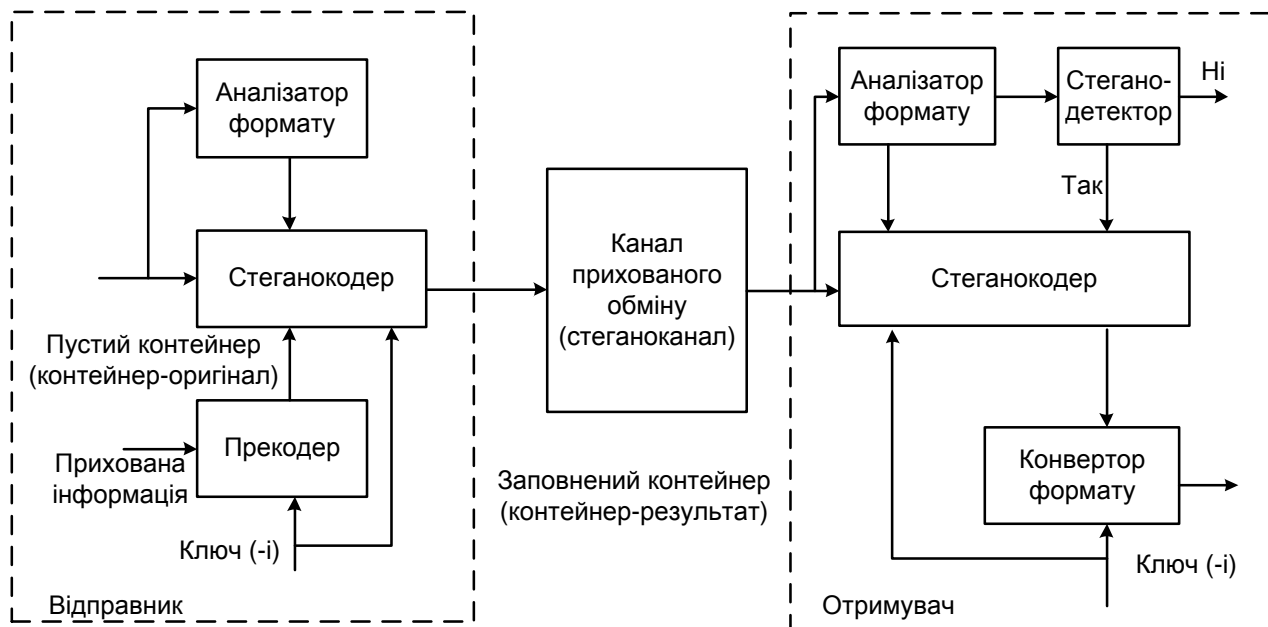 Аналізатор
формату
Стеганокодер
Пустий контейнер
(контейнер-оригінал)
Прекодер
Прихована
інформація
Ключ (-і)
Відправник
Канал
прихованого
обміну
(стеганоканал)
Заповнений контейнер
(контейнер-результат)
Аналізатор
формату
Стегано-
детектор
Ні
Так
Стеганокодер
Конвертор
формату
Ключ (-і)
Отримувач